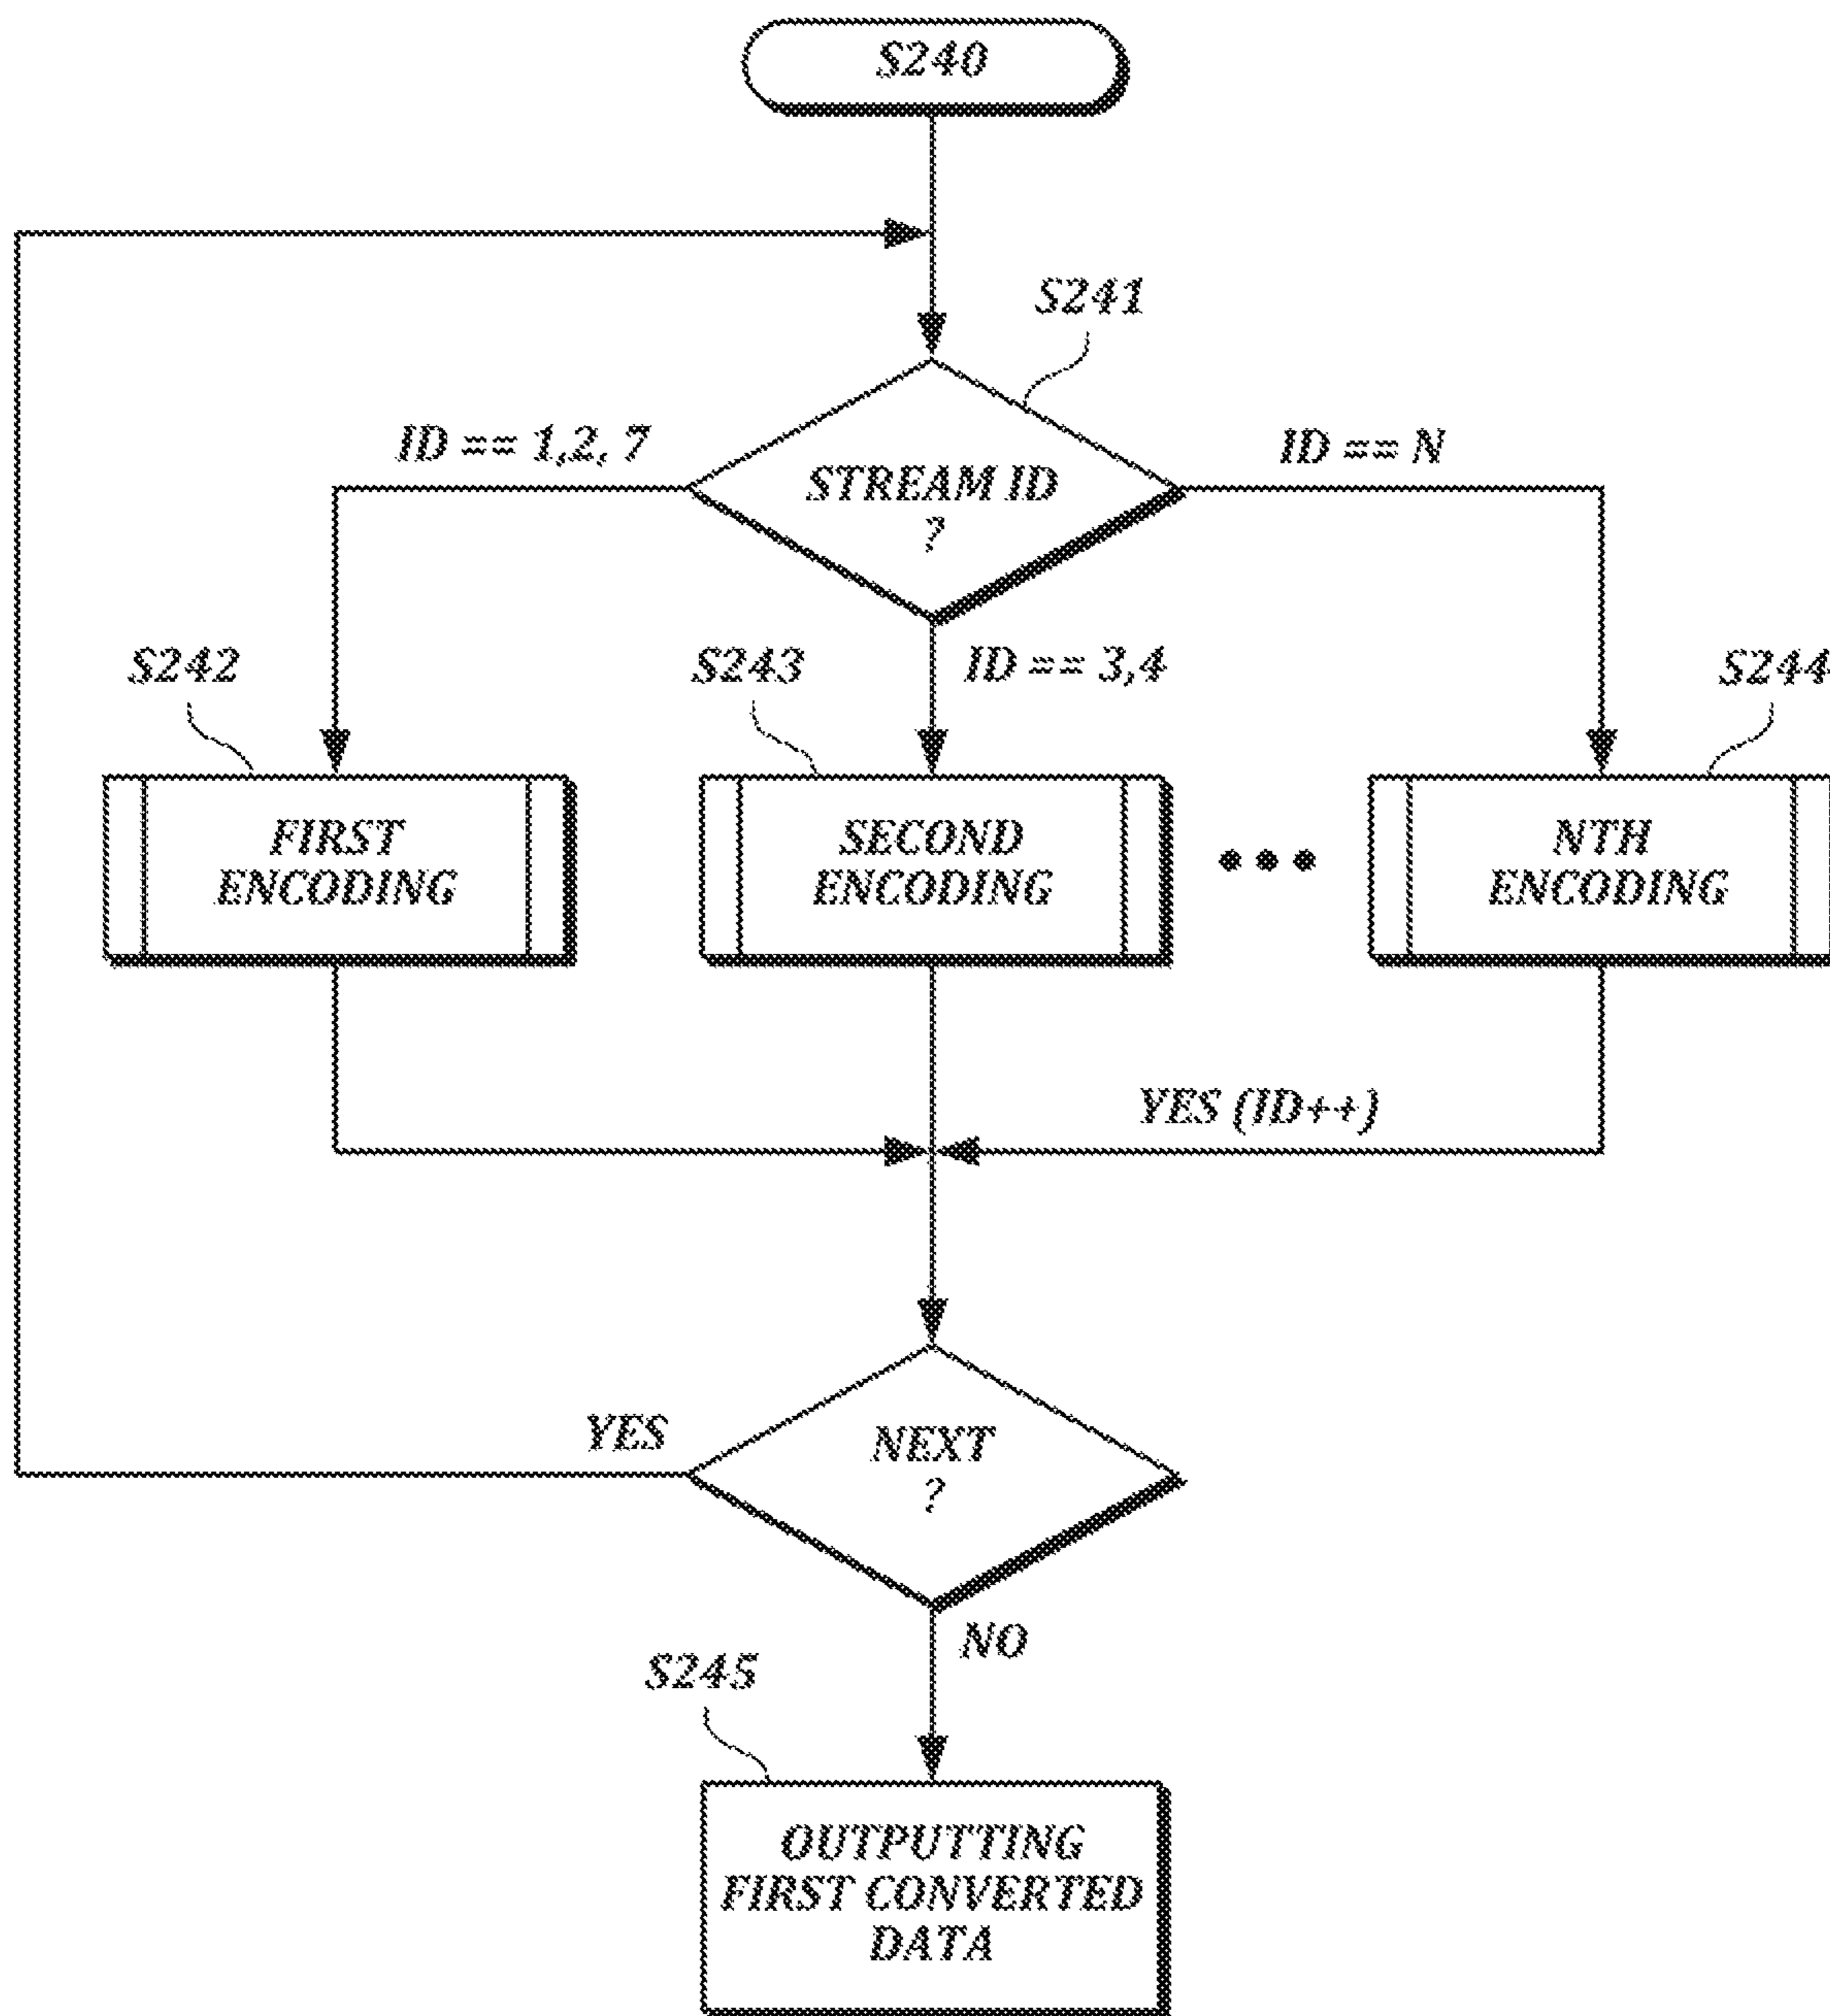 S240
S241
ID == 1,2, 7
ID == N
STREAM ID
?
S242
S243
ID == 3,4
S244
FIRST
ENCODING
SECOND
ENCODING
NTH
ENCODING
YES (ID++)
YES
NEXT
?
NO
S245
OUTPUTTING
FIRST CONVERTED
DATA